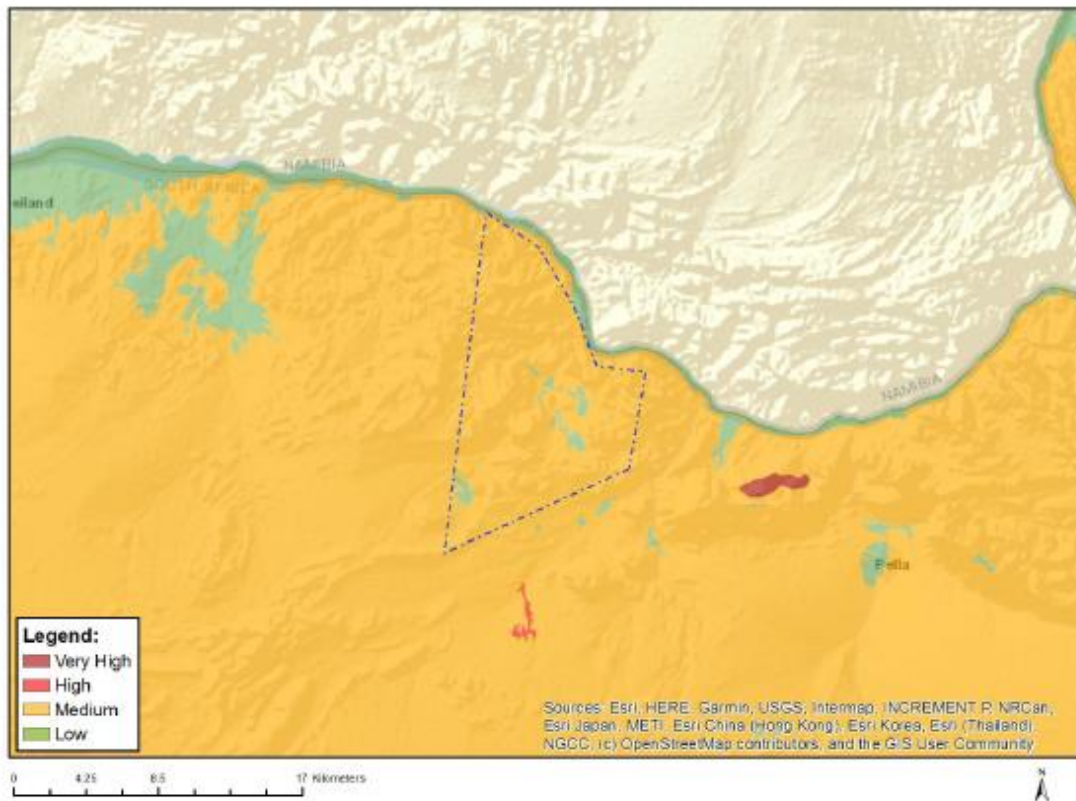 NAMIBIA
SOUTH AFRICA
eiland
NAMIBIA
Pella
Legend:
Very High
High
Medium
Low
Sources: Esri, HERE, Garmin, USGS, Intermap, INCREMENT P, NRCan,
Esri Japan, METI, Esri China (Hong Kong), Esri Korea, Esri (Thailand),
NGCC, (c) OpenStreetMap contributors, and the GIS User Community
0 4.25 8.5 17 Kilometers
N